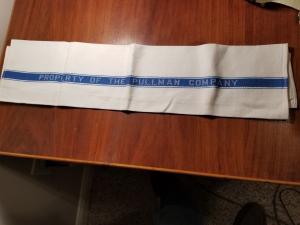 PROPERTY OF THE PULLMAN COMPANY